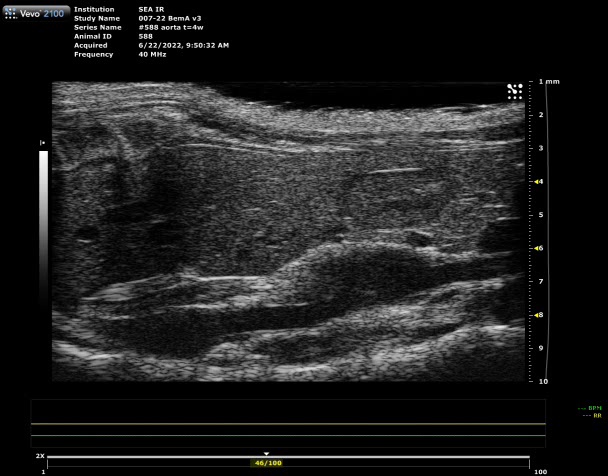 Vevo 2100
Institution SEA IR
Study Name 007-22 BemA v3
Series Name #588 aorta t=4w
Animal ID 588
Acquired 6/22/2022, 9:50:32 AM
Frequency 40 MHz
1 mm
2
3
4
5
6
7
8
9
10
--- BPM
--- RR
2X
46/100
1 100